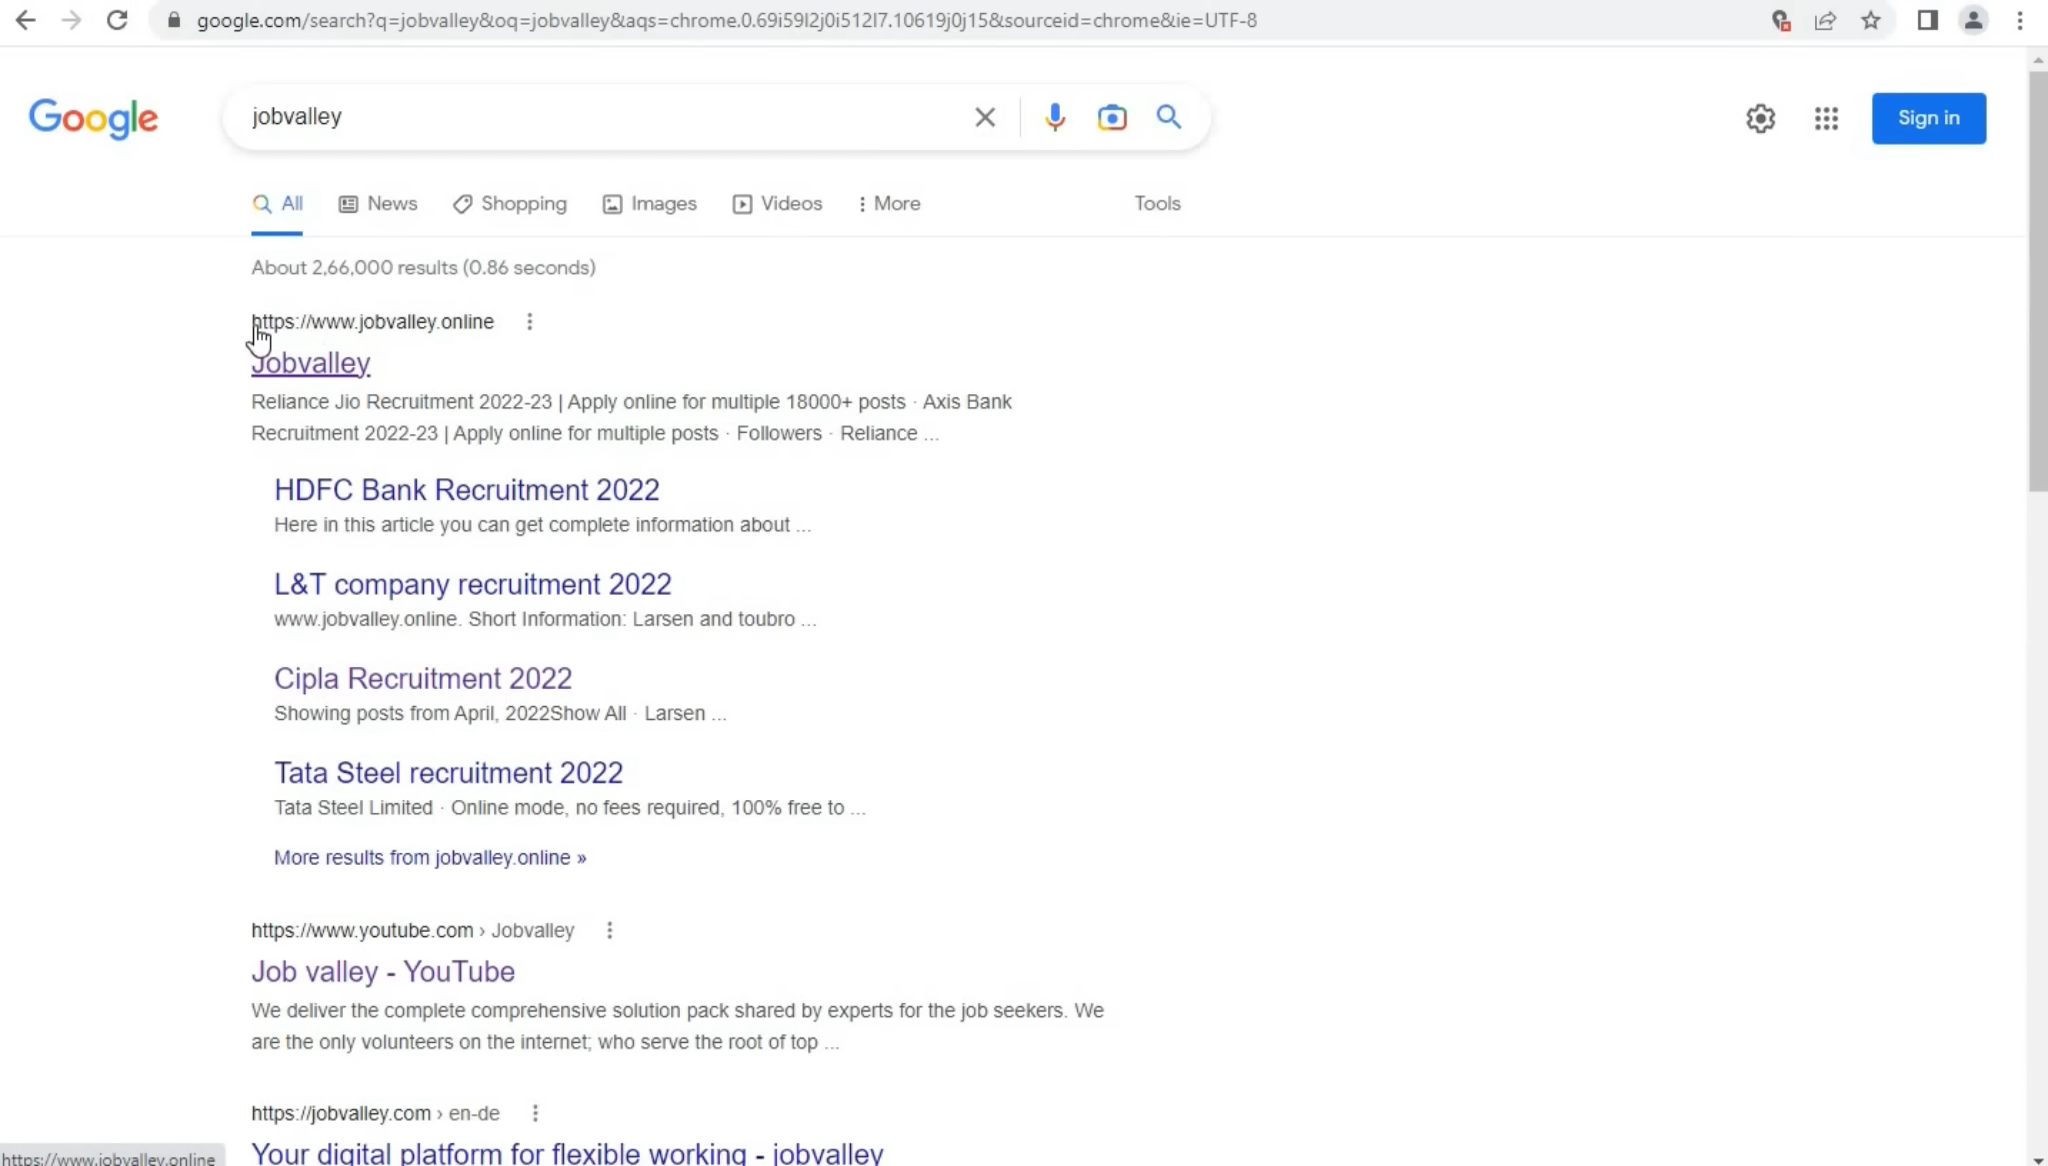 google.com/search?q=jobvalley&oq=jobvalley&aqs=chrome.0.69i59l2j0i512l7.10619j0j15&sourceid=chrome&ie=UTF-8
Google
jobvalley
Sign in
All News Shopping Images Videos More Tools
About 2,66,000 results (0.86 seconds)
https://www.jobvalley.online
Jobvalley
Reliance Jio Recruitment 2022-23 | Apply online for multiple 18000+ posts · Axis Bank
Recruitment 2022-23 | Apply online for multiple posts · Followers · Reliance ...
HDFC Bank Recruitment 2022
Here in this article you can get complete information about ...
L&T company recruitment 2022
www.jobvalley.online. Short Information: Larsen and toubro ...
Cipla Recruitment 2022
Showing posts from April, 2022Show All · Larsen ...
Tata Steel recruitment 2022
Tata Steel Limited · Online mode, no fees required, 100% free to ...
More results from jobvalley.online »
https://www.youtube.com › Jobvalley
Job valley - YouTube
We deliver the complete comprehensive solution pack shared by experts for the job seekers. We
are the only volunteers on the internet; who serve the root of top ...
https://jobvalley.com › en-de
Your digital platform for flexible working - jobvalley
https://www.jobvalley.online